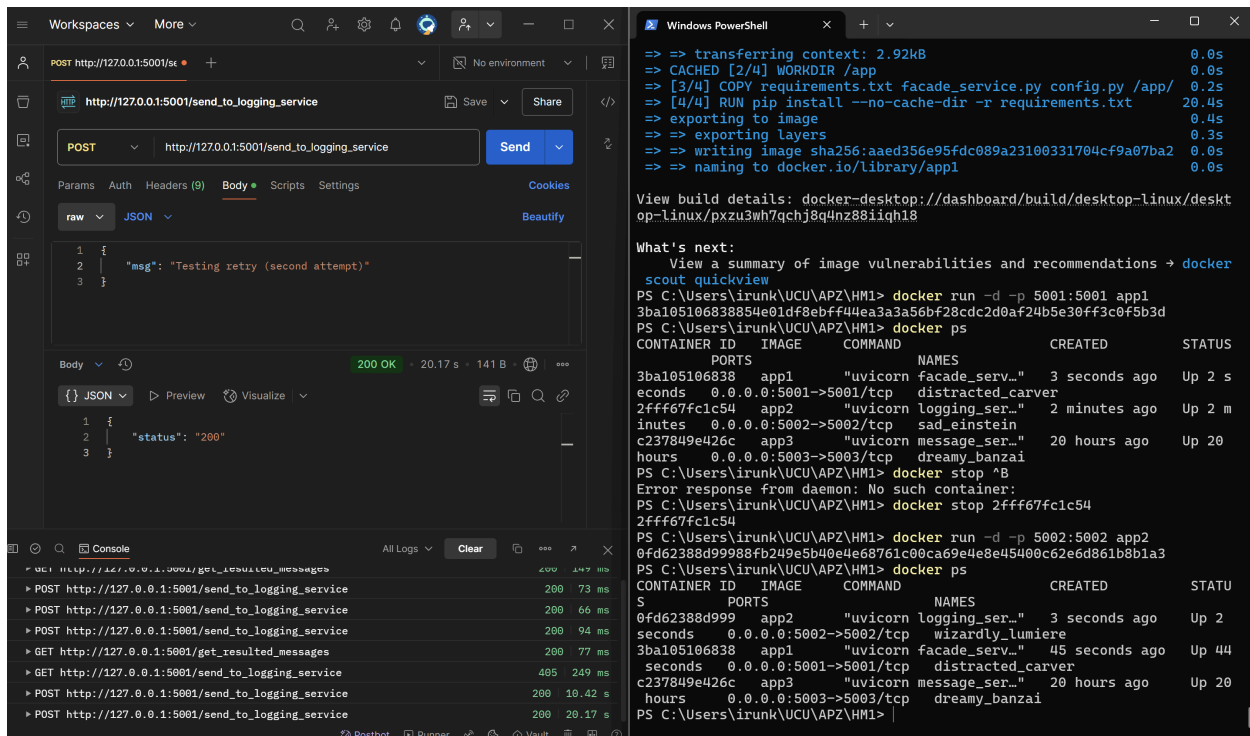 Workspaces More
POST http://127.0.0.1:5001/se
No environment
HTTP http://127.0.0.1:5001/send_to_logging_service
Save
Share
POST
http://127.0.0.1:5001/send_to_logging_service
Send
Params Auth Headers (9) Body Scripts Settings
Cookies
raw JSON
Beautify
1 {
2 "msg": "Testing retry (second attempt)"
3 }
Body
200 OK 20.17 s 141 B
{} JSON Preview Visualize
1 {
2 "status": "200"
3 }
Console
All Logs Clear
GET http://127.0.0.1:5001/get_resulted_messages 200 149 ms
POST http://127.0.0.1:5001/send_to_logging_service 200 73 ms
POST http://127.0.0.1:5001/send_to_logging_service 200 66 ms
POST http://127.0.0.1:5001/send_to_logging_service 200 94 ms
GET http://127.0.0.1:5001/get_resulted_messages 200 77 ms
GET http://127.0.0.1:5001/send_to_logging_service 405 249 ms
POST http://127.0.0.1:5001/send_to_logging_service 200 10.42 s
POST http://127.0.0.1:5001/send_to_logging_service 200 20.17 s
Postbot Runner Vault
Windows PowerShell
=> => transferring context: 2.92kB 0.0s
=> CACHED [2/4] WORKDIR /app 0.0s
=> [3/4] COPY requirements.txt facade_service.py config.py /app/ 0.2s
=> [4/4] RUN pip install --no-cache-dir -r requirements.txt 20.4s
=> exporting to image 0.4s
=> => exporting layers 0.3s
=> => writing image sha256:aaed356e95fdc089a23100331704cf9a07ba2 0.0s
=> => naming to docker.io/library/app1 0.0s
View build details: docker-desktop://dashboard/build/desktop-linux/deskt
op-linux/pxzu3wh7qchj8q4nz88iiqh18
What's next:
View a summary of image vulnerabilities and recommendations → docker
scout quickview
PS C:\Users\irunk\UCU\APZ\HM1> docker run -d -p 5001:5001 app1
3ba105106838854e01df8ebff44ea3a3a56bf28cdc2d0af24b5e30ff3c0f5b3d
PS C:\Users\irunk\UCU\APZ\HM1> docker ps
CONTAINER ID IMAGE COMMAND CREATED STATUS
PORTS NAMES
3ba105106838 app1 "uvicorn facade_serv…" 3 seconds ago Up 2 s
econds 0.0.0.0:5001->5001/tcp distracted_carver
2fff67fc1c54 app2 "uvicorn logging_ser…" 2 minutes ago Up 2 m
inutes 0.0.0.0:5002->5002/tcp sad_einstein
c237849e426c app3 "uvicorn message_ser…" 20 hours ago Up 20
hours 0.0.0.0:5003->5003/tcp dreamy_banzai
PS C:\Users\irunk\UCU\APZ\HM1> docker stop ^B
Error response from daemon: No such container:
PS C:\Users\irunk\UCU\APZ\HM1> docker stop 2fff67fc1c54
2fff67fc1c54
PS C:\Users\irunk\UCU\APZ\HM1> docker run -d -p 5002:5002 app2
0fd62388d99988fb249e5b40e4e68761c00ca69e4e8e45400c62e6d861b8b1a3
PS C:\Users\irunk\UCU\APZ\HM1> docker ps
CONTAINER ID IMAGE COMMAND CREATED STATU
S PORTS NAMES
0fd62388d999 app2 "uvicorn logging_ser…" 3 seconds ago Up 2
seconds 0.0.0.0:5002->5002/tcp wizardly_lumiere
3ba105106838 app1 "uvicorn facade_serv…" 45 seconds ago Up 44
seconds 0.0.0.0:5001->5001/tcp distracted_carver
c237849e426c app3 "uvicorn message_ser…" 20 hours ago Up 20
hours 0.0.0.0:5003->5003/tcp dreamy_banzai
PS C:\Users\irunk\UCU\APZ\HM1>